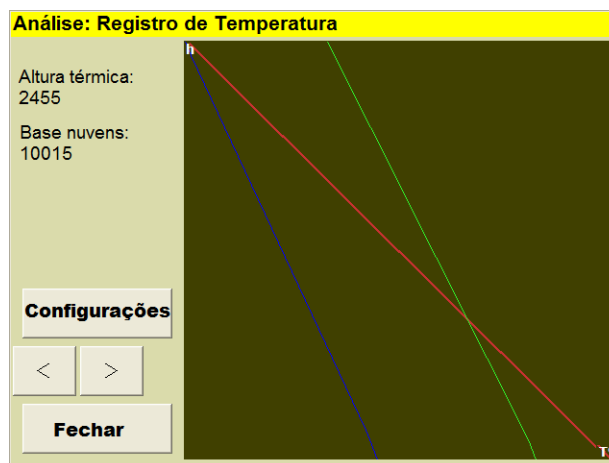 Análise: Registro de Temperatura
h
Altura térmica:
2455
Base nuvens:
10015
Configurações
<
>
Fechar